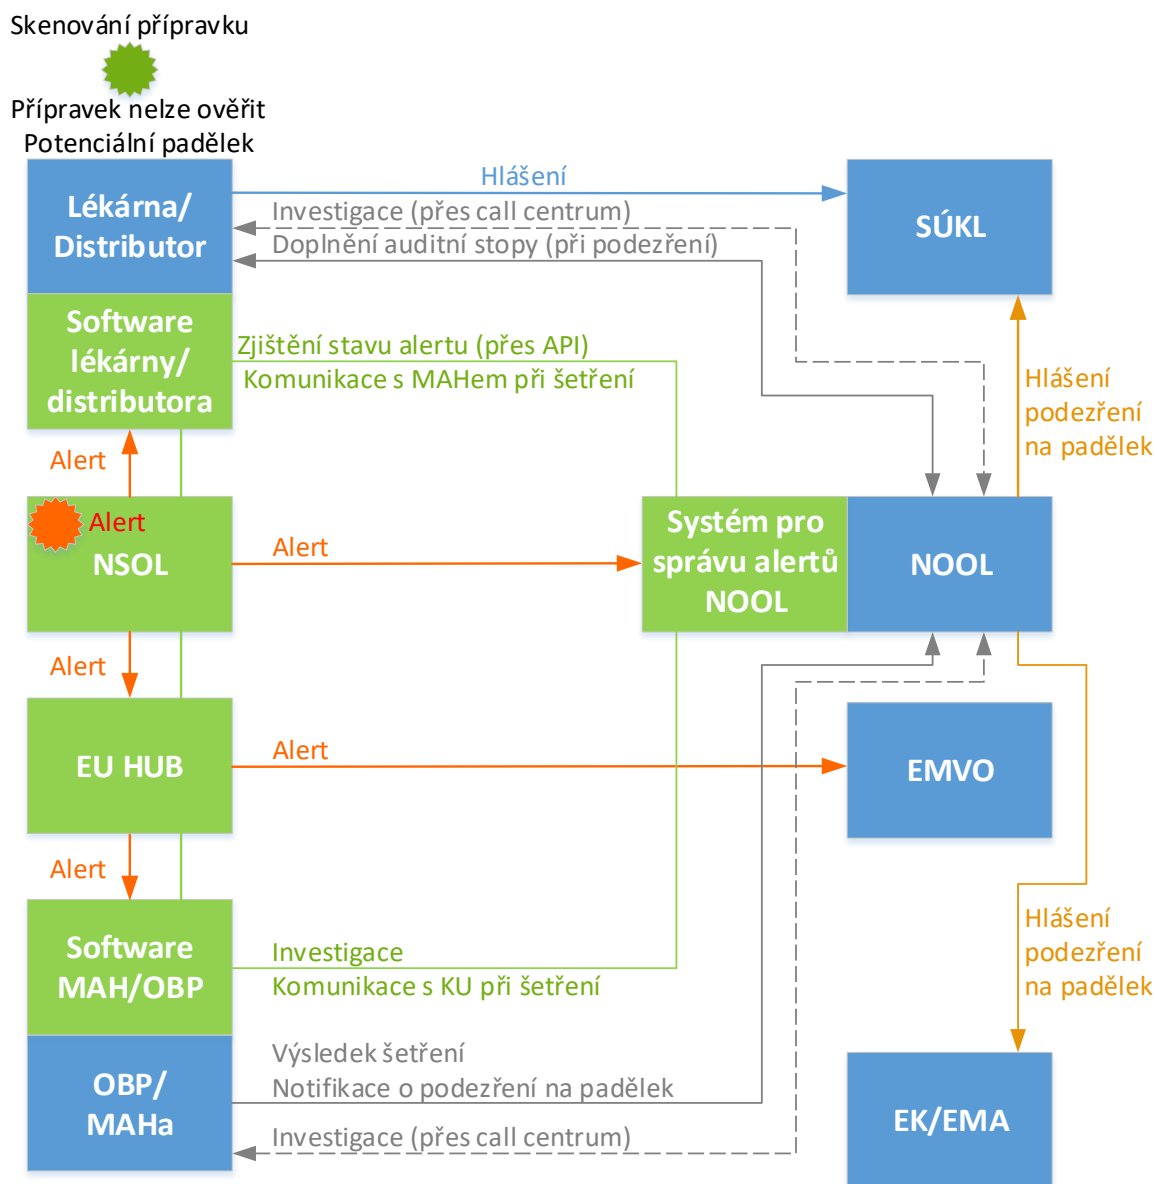 Skenování přípravku
Přípravek nelze ověřit
Potenciální padělek
Lékárna/
Distributor
Hlášení
SÚKL
Investigace (přes call centrum)
Doplnění auditní stopy (při podezření)
Software
lékárny/
distributora
Zjištění stavu alertu (přes API)
Komunikace s MAHem při šetření
Hlášení
podezření
na padělek
Alert
Alert
NSOL
Alert
Systém pro
správu alertů
NOOL
NOOL
Alert
EU HUB
Alert
EMVO
Alert
Software
MAH/OBP
Investigace
Komunikace s KU při šetření
Hlášení
podezření
na padělek
OBP/
MAHa
Výsledek šetření
Notifikace o podezření na padělek
Investigace (přes call centrum)
EK/EMA